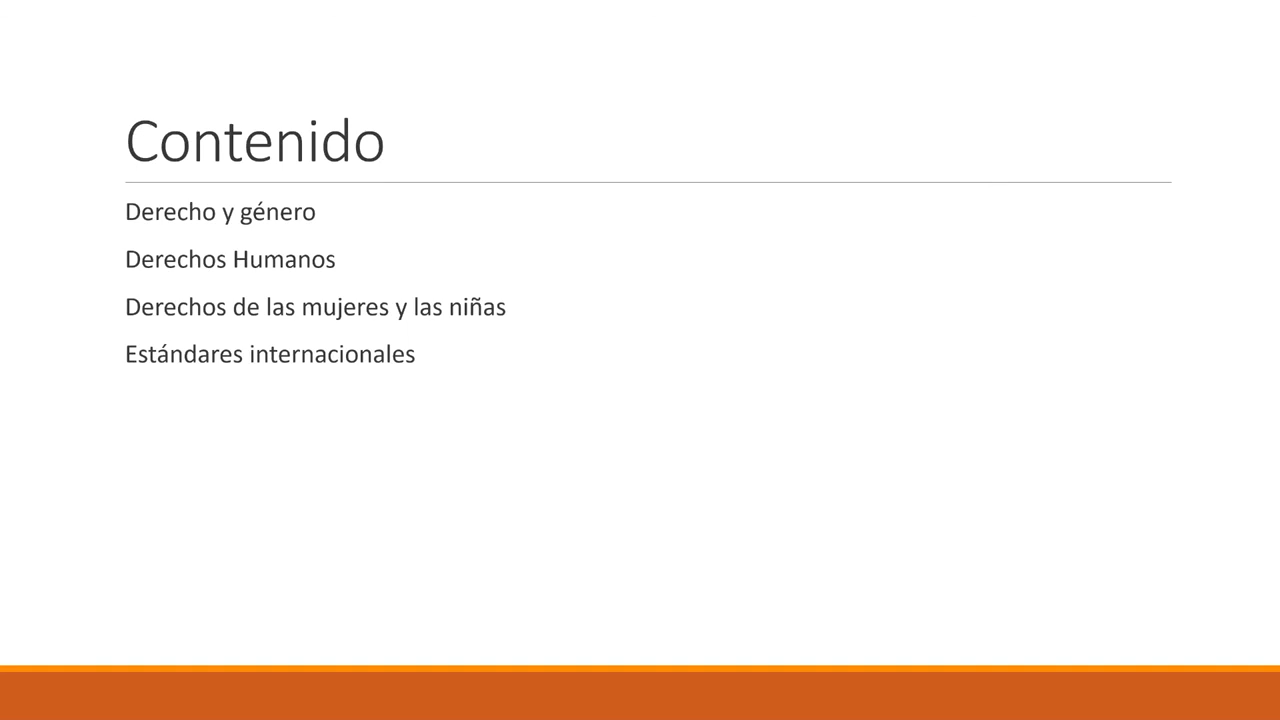 Contenido
Derecho y género
Derechos Humanos
Derechos de las mujeres y las niñas
Estándares internacionales